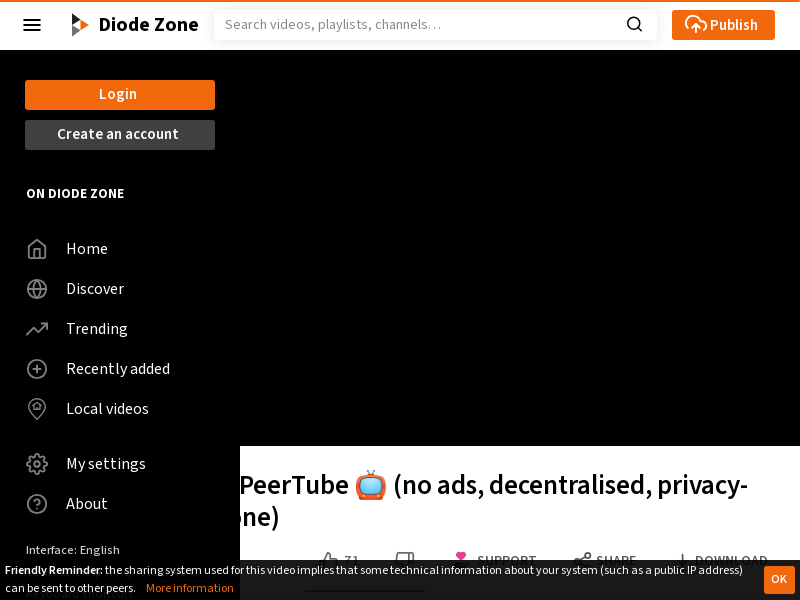 Diode Zone
Search videos, playlists, channels…
Publish
Login
Create an account
ON DIODE ZONE
Home
Discover
Trending
Recently added
Local videos
My settings
About
Interface: English
PeerTube 📺 (no ads, decentralised, privacy-
one)
71
SUPPORT
SHARE
DOWNLOAD
Friendly Reminder: the sharing system used for this video implies that some technical information about your system (such as a public IP address)
can be sent to other peers. More information
OK